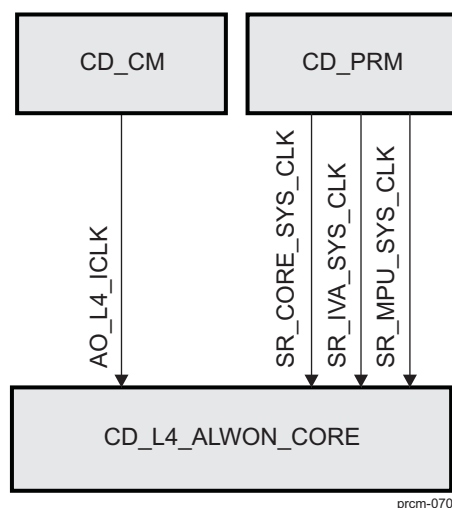 CD_CM
CD_PRM
AO_L4_ICLK
SR_CORE_SYS_CLK
SR_IVA_SYS_CLK
SR_MPU_SYS_CLK
CD_L4_ALWON_CORE
prcm-070